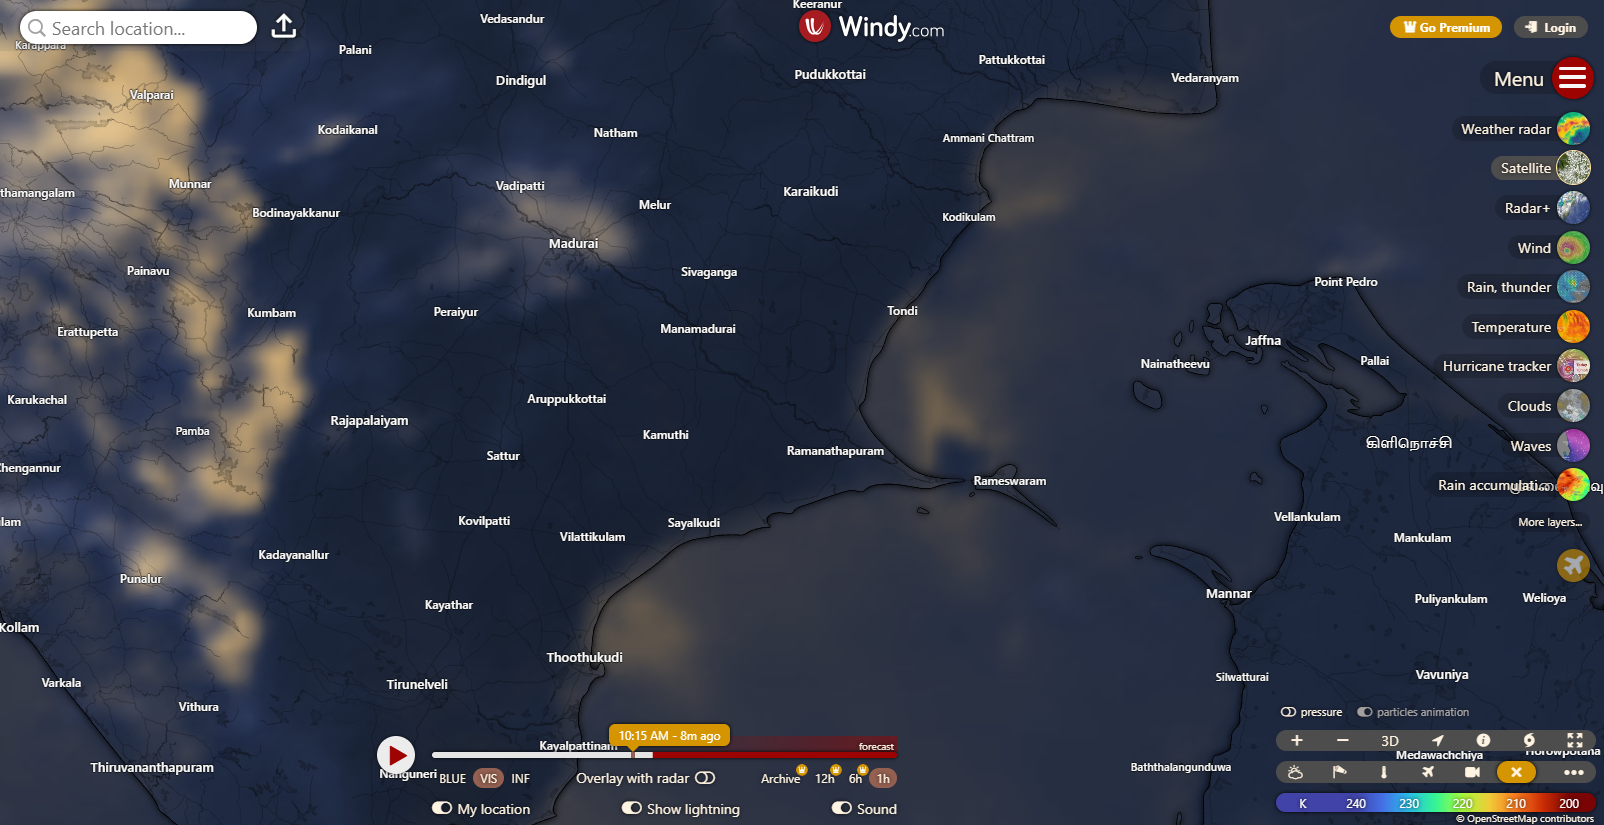 Search location...
Windy.com
Go Premium
Login
Menu
Weather radar
Satellite
Radar+
Wind
Rain, thunder
Temperature
Hurricane tracker
Clouds
Waves
Rain accumulati...
More layers...
Keeranur
Vedasandur
Karappara
Palani
Pattukkottai
Pudukkottai
Vedaranyam
Dindigul
Valparai
Kodaikanal
Natham
Ammani Chattram
Munnar
Vadipatti
Karaikudi
thamangalam
Melur
Bodinayakkanur
Kodikulam
Madurai
Painavu
Sivaganga
Point Pedro
Kumbam
Peraiyur
Tondi
Erattupetta
Manamadurai
Jaffna
Nainatheevu
Pallai
Karukachal
Aruppukkottai
Rajapalaiyam
Pamba
Kamuthi
கிளிநொச்சி
Ramanathapuram
Sattur
Chengannur
Rameswaram
Vellankulam
Kovilpatti
Sayalkudi
lam
Vilattikulam
Mankulam
Kadayanallur
Punalur
Mannar
Puliyankulam
Welioya
Kayathar
Kollam
Thoothukudi
Vavuniya
Silwatturai
Varkala
Tirunelveli
Vithura
Kayalpattinam
Thiruvananthapuram
Nanguneri
Baththalangunduwa
Medawachchiya
Horowpotana
10:15 AM - 8m ago
forecast
BLUE VIS INF
Overlay with radar
Archive 12h 6h 1h
My location
Show lightning
Sound
pressure
particles animation
3D
K 240 230 220 210 200
© OpenStreetMap contributors